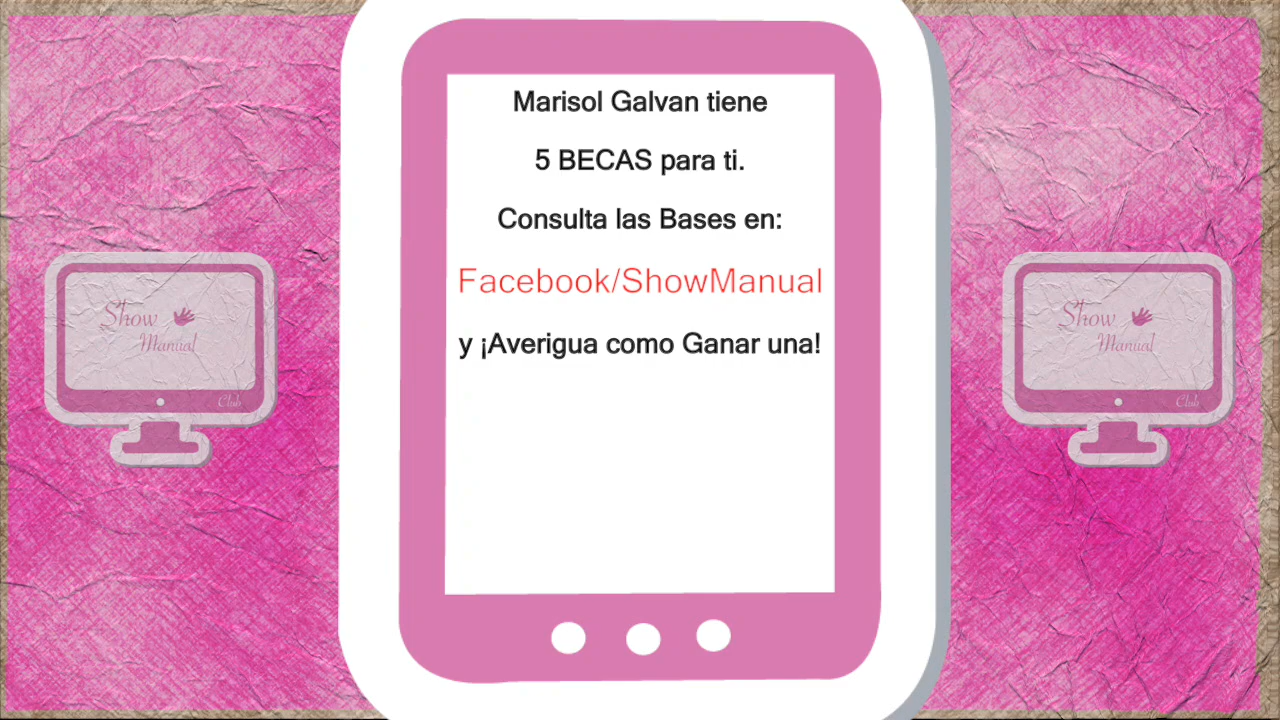 Marisol Galvan tiene
5 BECAS para ti.
Consulta las Bases en:
Facebook/ShowManual
y ¡Averigua como Ganar una!
Show
Manual
Club
Show
Manual
Club